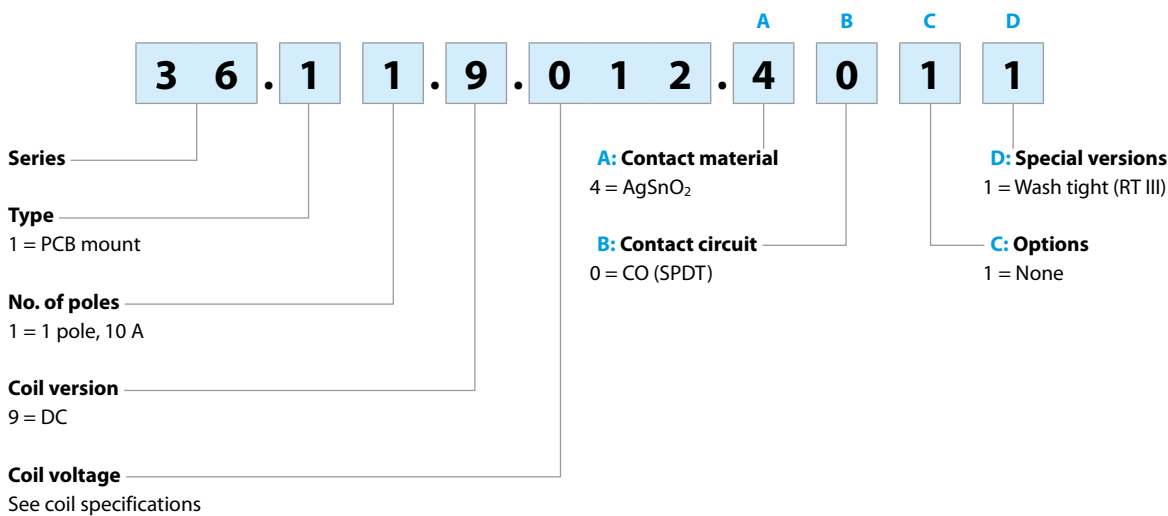 A B C D
3 6 . 1 1 . 9 . 0 1 2 . 4 0 1 1
Series
Type
1 = PCB mount
No. of poles
1 = 1 pole, 10 A
Coil version
9 = DC
Coil voltage
See coil specifications
A: Contact material
4 = AgSnO₂
B: Contact circuit
0 = CO (SPDT)
D: Special versions
1 = Wash tight (RT III)
C: Options
1 = None